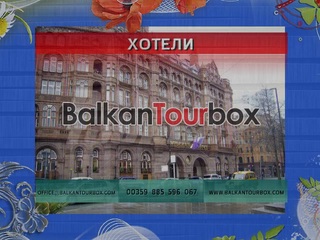 ХОТЕЛИ
BalkanTourbox
OFFICE@BALKANTOURBOX.COM 00359 885 596 067 WWW.BALKANTOURBOX.COM